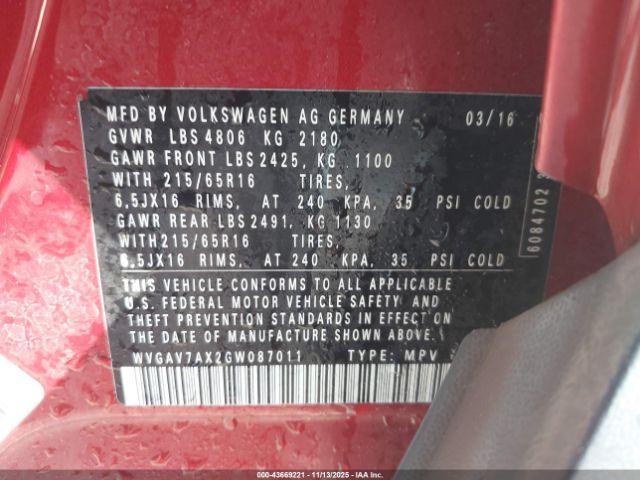 MFD BY VOLKSWAGEN AG GERMANY 03/16
GVWR LBS 4806 KG 2180
GAWR FRONT LBS 2425, KG 1100
WITH 215/65R16 TIRES,
6,5JX16 RIMS, AT 240 KPA, 35 PSI COLD
GAWR REAR LBS 2491, KG 1130
WITH215/65R16 TIRES,
6,5JX16 RIMS, AT 240 KPA, 35 PSI COLD
THIS VEHICLE CONFORMS TO ALL APPLICABLE
U.S. FEDERAL MOTOR VEHICLE SAFETY AND
THEFT PREVENTION STANDARDS IN EFFECT ON
THE DATE OF MANUFACTURE SHOWN ABOVE
WVGAV7AX2GW087011 TYPE: MPV
6084702
000-43669221 - 11/13/2025 - IAAI.COM